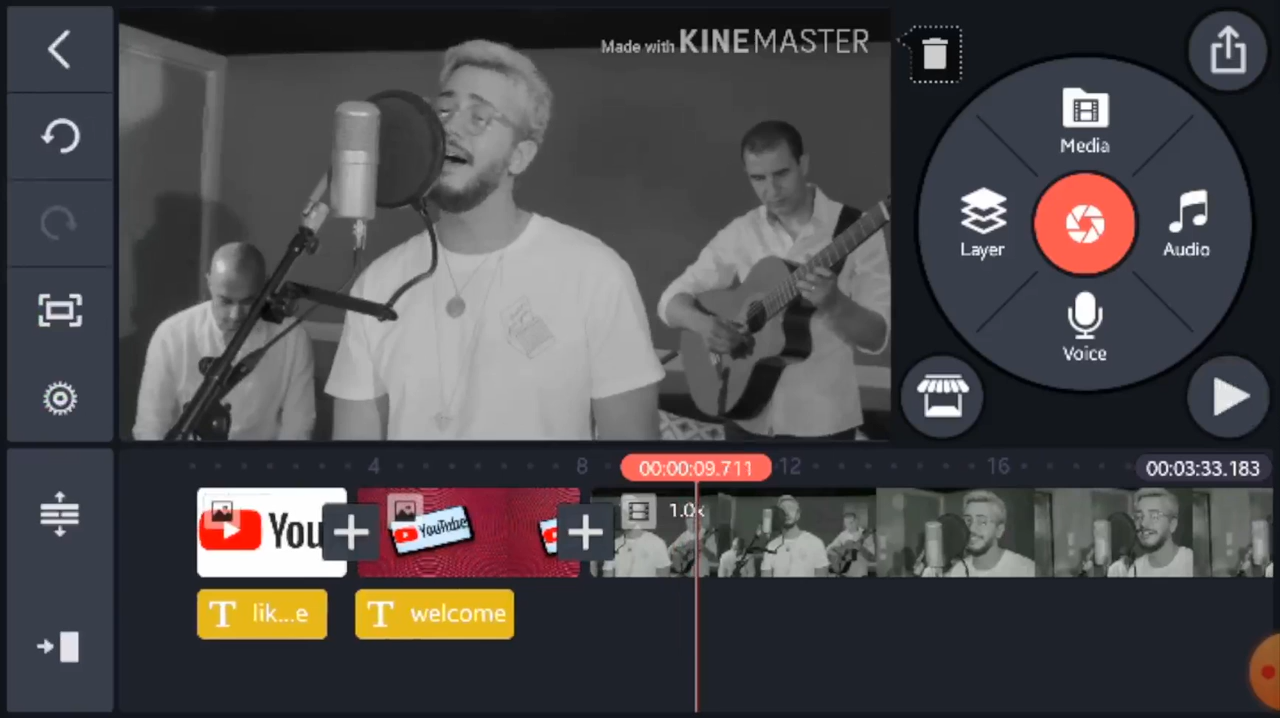 Made with KINEMASTER
Media
Layer
Audio
Voice
4
8
00:00:09.711
12
16
00:03:33.183
You
YouTube
1.0x
lik...e
welcome